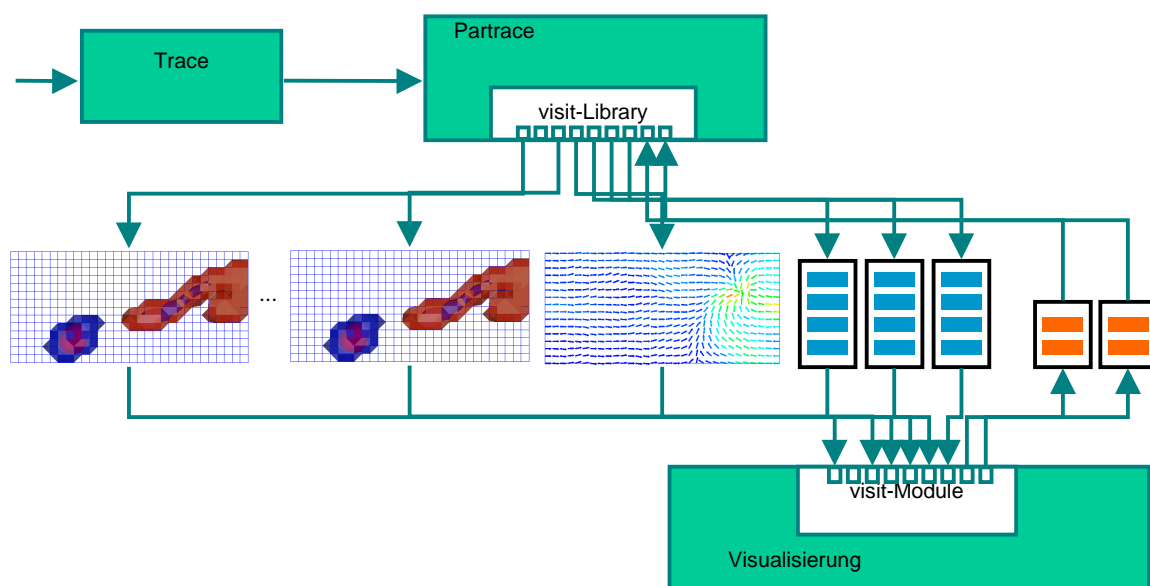 Trace
Partrace
visit-Library
...
visit-Module
Visualisierung